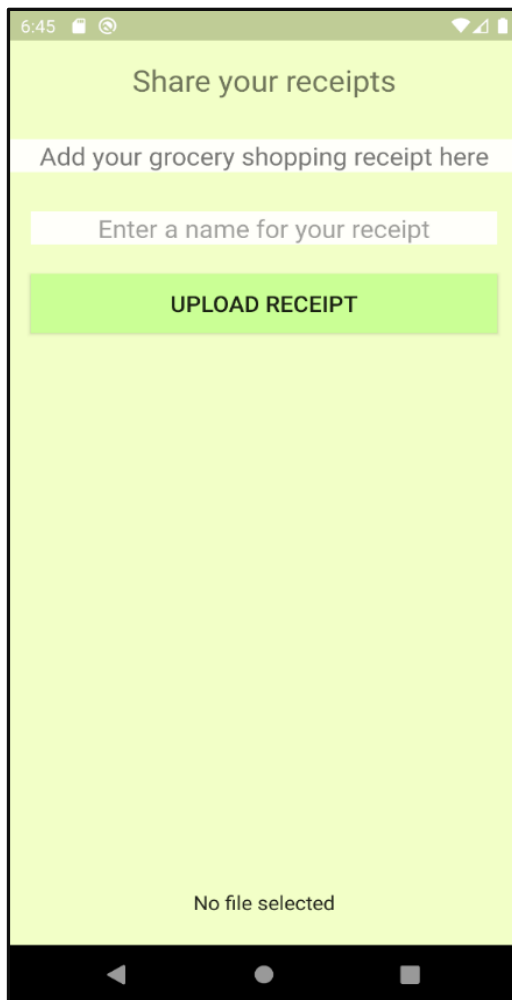 6:45
Share your receipts
Add your grocery shopping receipt here
Enter a name for your receipt
UPLOAD RECEIPT
No file selected